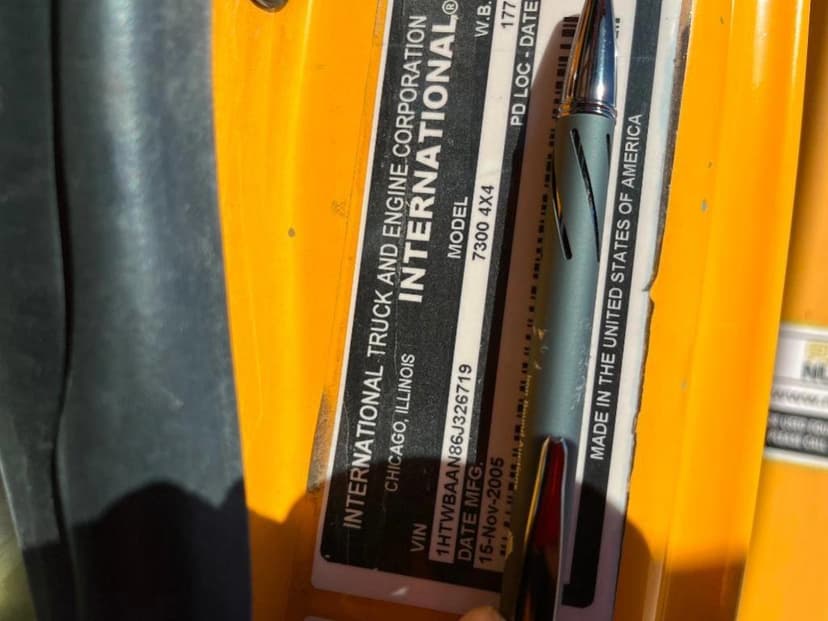 INTERNATIONAL TRUCK AND ENGINE CORPORATION
CHICAGO, ILLINOIS
INTERNATIONAL®
VIN
MODEL
W.B.
1HTWBAAN86J326719
7300 4X4
177
DATE MFG.
PD LOC - DATE
15-Nov-2005
MADE IN THE UNITED STATES OF AMERICA